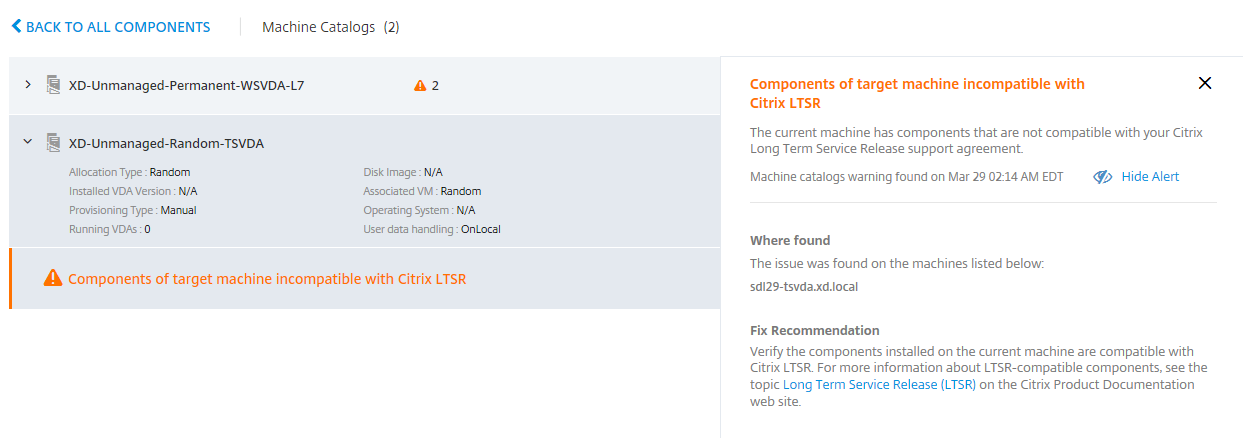 BACK TO ALL COMPONENTS
Machine Catalogs (2)
XD-Unmanaged-Permanent-WSVDA-L7
2
XD-Unmanaged-Random-TSVDA
Allocation Type : Random
Disk Image : N/A
Installed VDA Version : N/A
Associated VM : Random
Provisioning Type : Manual
Operating System : N/A
Running VDAs : 0
User data handling : OnLocal
Components of target machine incompatible with Citrix LTSR
Components of target machine incompatible with
Citrix LTSR
The current machine has components that are not compatible with your Citrix
Long Term Service Release support agreement.
Machine catalogs warning found on Mar 29 02:14 AM EDT
Hide Alert
Where found
The issue was found on the machines listed below:
sdl29-tsvda.xd.local
Fix Recommendation
Verify the components installed on the current machine are compatible with
Citrix LTSR. For more information about LTSR-compatible components, see the
topic Long Term Service Release (LTSR) on the Citrix Product Documentation
web site.